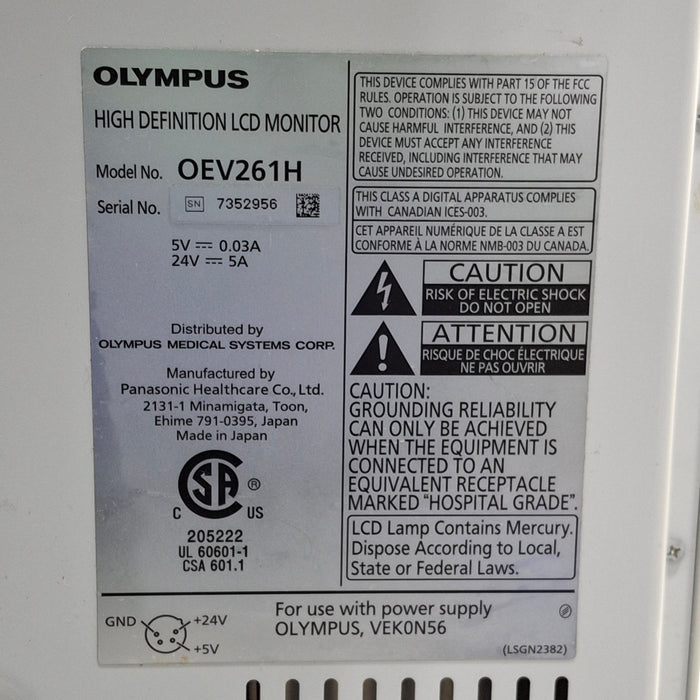 OLYMPUS
HIGH DEFINITION LCD MONITOR
Model No. OEV261H
Serial No. SN 7352956
5V ⎓ 0.03A
24V ⎓ 5A
Distributed by
OLYMPUS MEDICAL SYSTEMS CORP.
Manufactured by
Panasonic Healthcare Co., Ltd.
2131-1 Minamigata, Toon,
Ehime 791-0395, Japan
Made in Japan
SA ®
C US
205222
UL 60601-1
CSA 601.1
THIS DEVICE COMPLIES WITH PART 15 OF THE FCC
RULES. OPERATION IS SUBJECT TO THE FOLLOWING
TWO CONDITIONS: (1) THIS DEVICE MAY NOT
CAUSE HARMFUL INTERFERENCE, AND (2) THIS
DEVICE MUST ACCEPT ANY INTERFERENCE
RECEIVED, INCLUDING INTERFERENCE THAT MAY
CAUSE UNDESIRED OPERATION.
THIS CLASS A DIGITAL APPARATUS COMPLIES
WITH CANADIAN ICES-003.
CET APPAREIL NUMÉRIQUE DE LA CLASSE A EST
CONFORME À LA NORME NMB-003 DU CANADA.
CAUTION
RISK OF ELECTRIC SHOCK
DO NOT OPEN
ATTENTION
RISQUE DE CHOC ÉLECTRIQUE
NE PAS OUVRIR
CAUTION:
GROUNDING RELIABILITY
CAN ONLY BE ACHIEVED
WHEN THE EQUIPMENT IS
CONNECTED TO AN
EQUIVALENT RECEPTACLE
MARKED "HOSPITAL GRADE".
LCD Lamp Contains Mercury.
Dispose According to Local,
State or Federal Laws.
GND +24V
+5V
For use with power supply
OLYMPUS, VEK0N56
(LSGN2382)